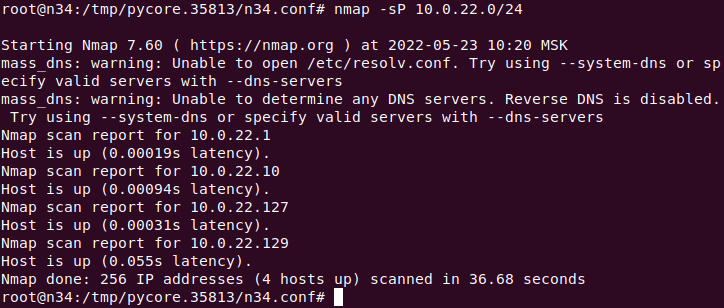 root@n34:/tmp/pycore.35813/n34.conf# nmap -sP 10.0.22.0/24
Starting Nmap 7.60 ( https://nmap.org ) at 2022-05-23 10:20 MSK
mass_dns: warning: Unable to open /etc/resolv.conf. Try using --system-dns or sp
ecify valid servers with --dns-servers
mass_dns: warning: Unable to determine any DNS servers. Reverse DNS is disabled.
 Try using --system-dns or specify valid servers with --dns-servers
Nmap scan report for 10.0.22.1
Host is up (0.00019s latency).
Nmap scan report for 10.0.22.10
Host is up (0.00094s latency).
Nmap scan report for 10.0.22.127
Host is up (0.00031s latency).
Nmap scan report for 10.0.22.129
Host is up (0.055s latency).
Nmap done: 256 IP addresses (4 hosts up) scanned in 36.68 seconds
root@n34:/tmp/pycore.35813/n34.conf#